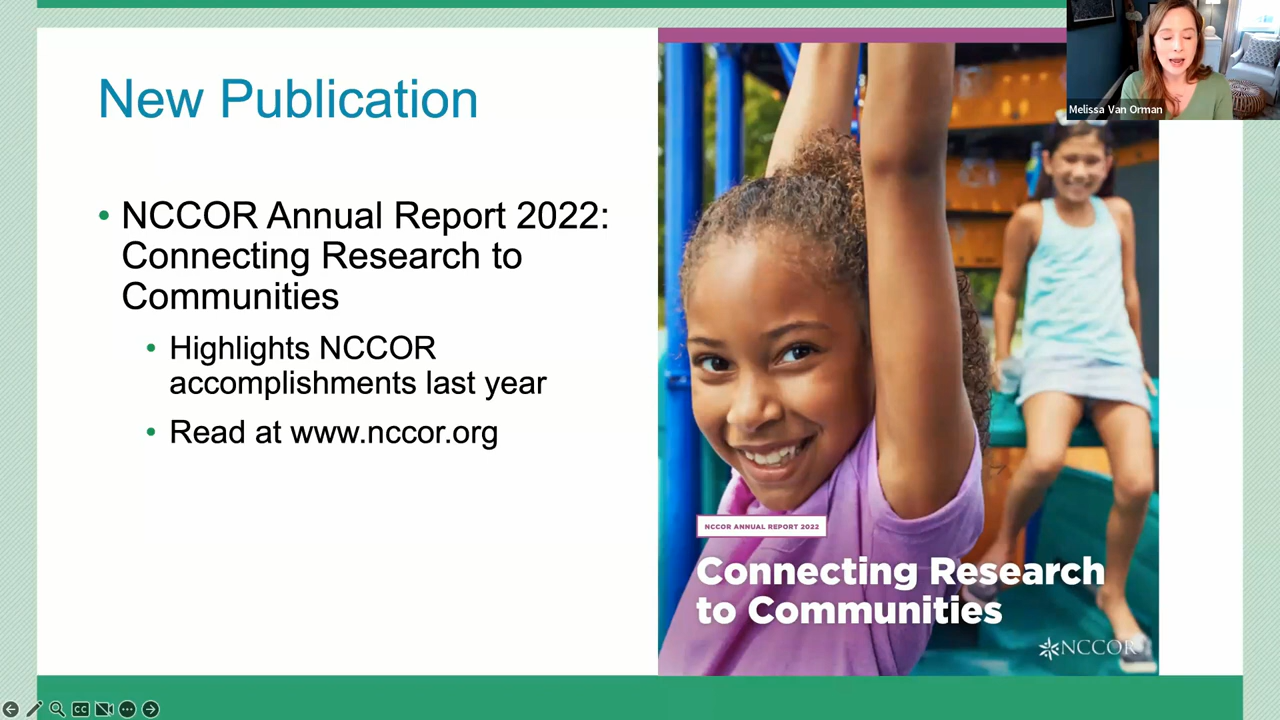 New Publication
• NCCOR Annual Report 2022:
Connecting Research to
Communities
• Highlights NCCOR
accomplishments last year
• Read at www.nccor.org
Melissa Van Orman
NCCOR ANNUAL REPORT 2022
Connecting Research
to Communities
NCCOR
CC